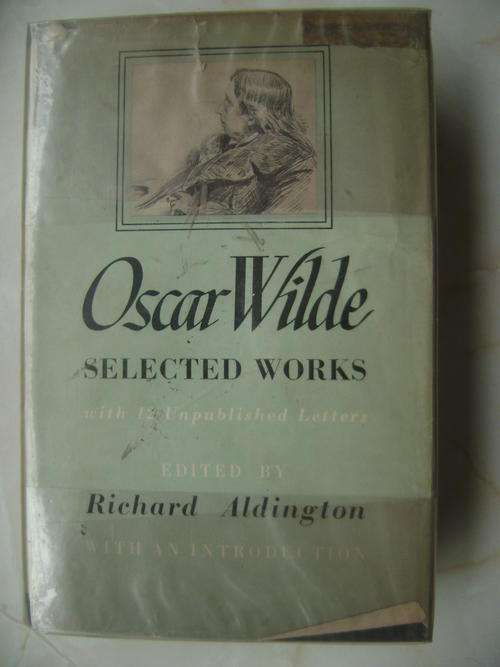 Oscar Wilde
SELECTED WORKS
with 12 Unpublished Letters
EDITED BY
Richard Aldington
WITH AN INTRODUCTION